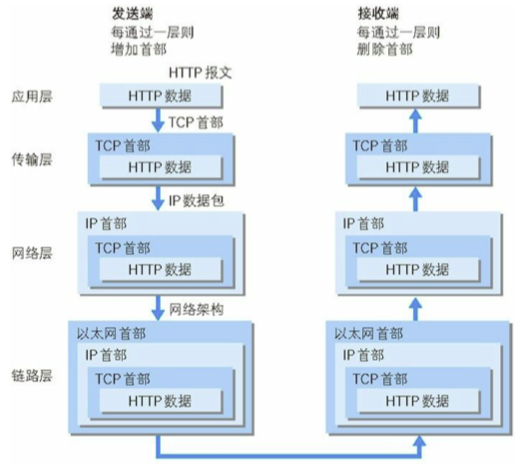 发送端
每通过一层则
增加首部
接收端
每通过一层则
删除首部
HTTP 报文
应用层
HTTP 数据
HTTP 数据
TCP 首部
传输层
TCP 首部
HTTP 数据
TCP 首部
HTTP 数据
IP 数据包
网络层
IP 首部
TCP 首部
HTTP 数据
IP 首部
TCP 首部
HTTP 数据
网络架构
链路层
以太网首部
IP 首部
TCP 首部
HTTP 数据
以太网首部
IP 首部
TCP 首部
HTTP 数据